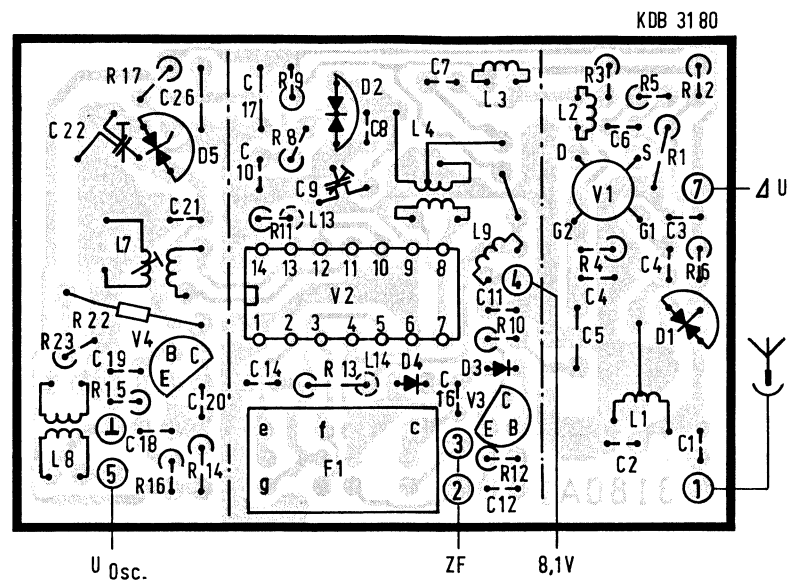 KDB 3180
R17
C26
C 17
R9
D2
C7
L3
R3
R5
R2
L2
C22
D5
R8
C8
L4
C6
R1
C 10
C9
D
S
V1
7
Δ U
C21
R11
L13
L9
G2
G1
C3
L7
14 13 12 11 10 9 8
4
R4
C4
R6
V2
C11
C4
R22
V4
1 2 3 4 5 6 7
R10
C5
D1
R23
C19
B C
E
C14
R 13
L14
D4
D3
C 16
V3
C
E B
R15
C 20
L1
⊥
C18
e f c
3
C1
L8
5
F1
C2
R16
R 14
g
2
R12
C12
1
3180A
U Osc.
ZF
8,1V